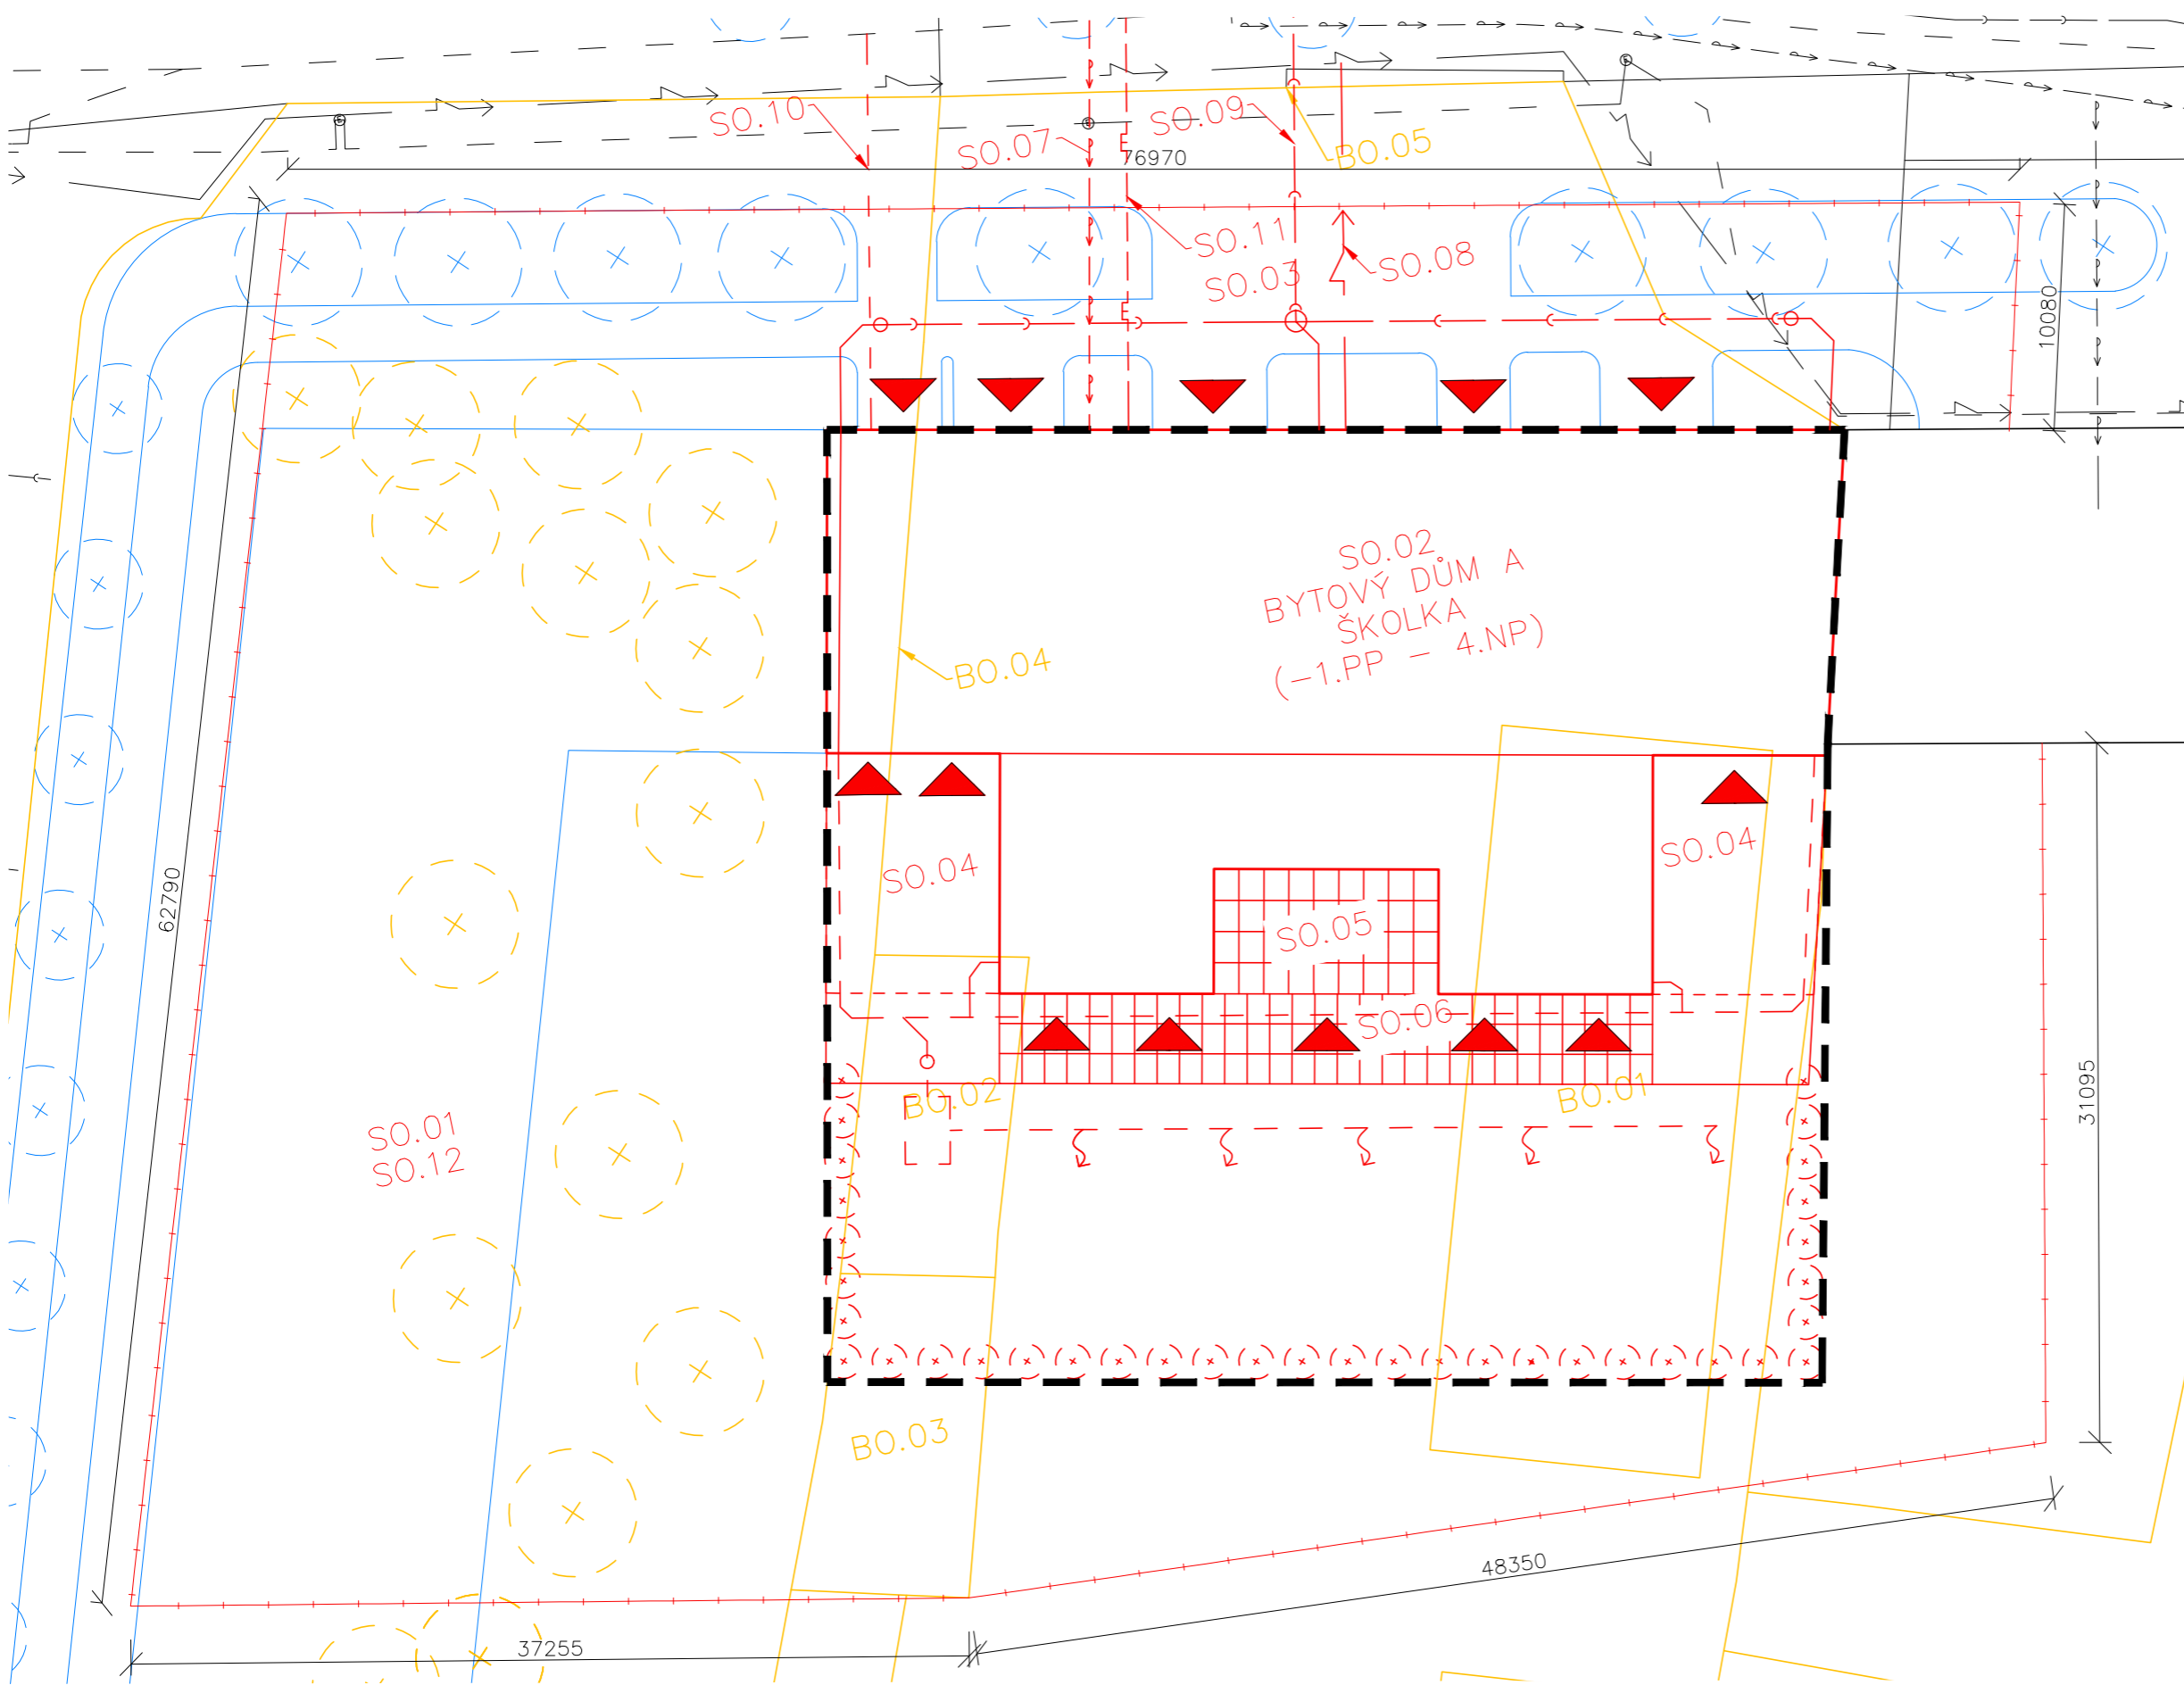 SO.10
SO.07
SO.09
BO.05
76970
SO.11
SO.03
SO.08
10080
SO.02
BYTOVÝ DŮM A
ŠKOLKA
(–1.PP – 4.NP)
BO.04
62790
SO.04
SO.04
SO.05
SO.06
BO.02
BO.01
31095
SO.01
SO.12
BO.03
48350
37255